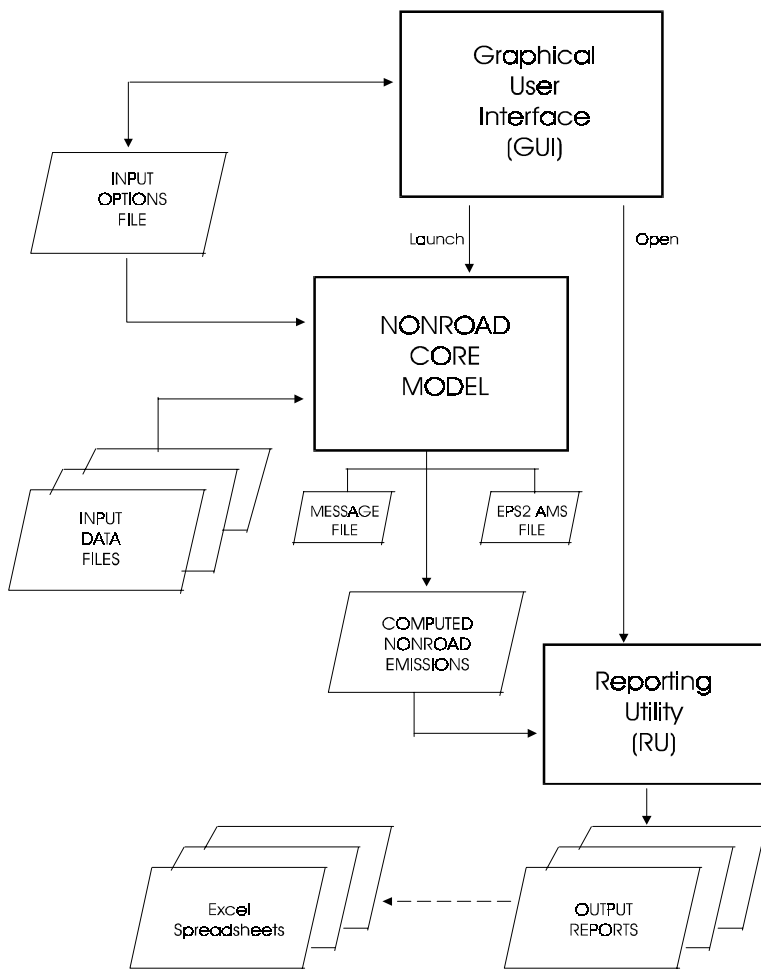 Graphical
User
Interface
(GUI)
INPUT
OPTIONS
FILE
Launch
Open
NONROAD
CORE
MODEL
INPUT
DATA
FILES
MESSAGE
FILE
EPS2 AMS
FILE
COMPUTED
NONROAD
EMISSIONS
Reporting
Utility
(RU)
Excel
Spreadsheets
OUTPUT
REPORTS